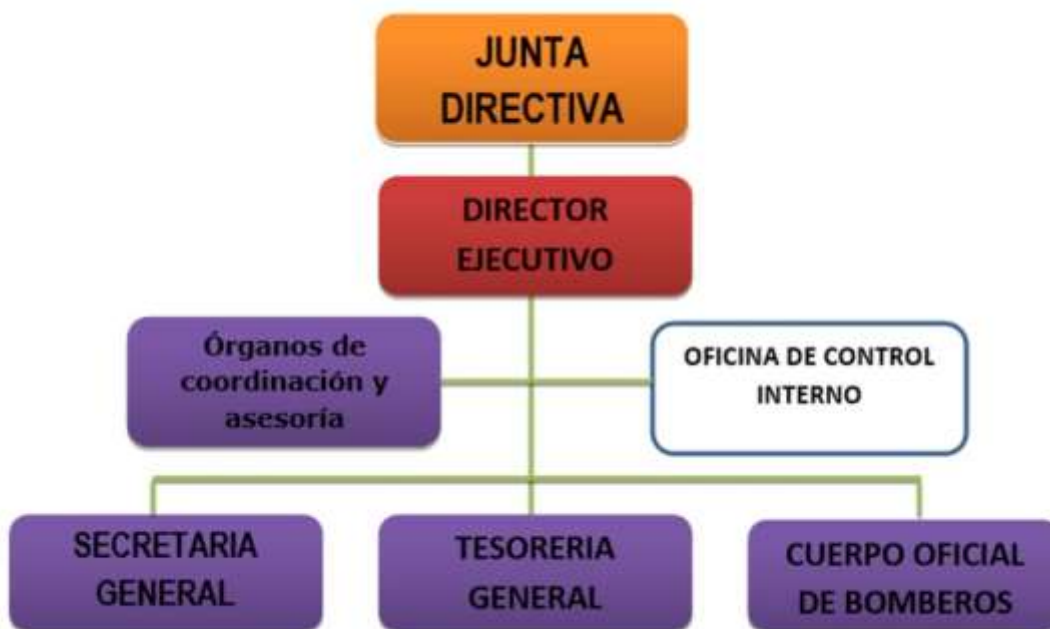 JUNTA
DIRECTIVA
DIRECTOR
EJECUTIVO
Órganos de
coordinación y
asesoría
OFICINA DE CONTROL
INTERNO
SECRETARIA
GENERAL
TESORERIA
GENERAL
CUERPO OFICIAL
DE BOMBEROS